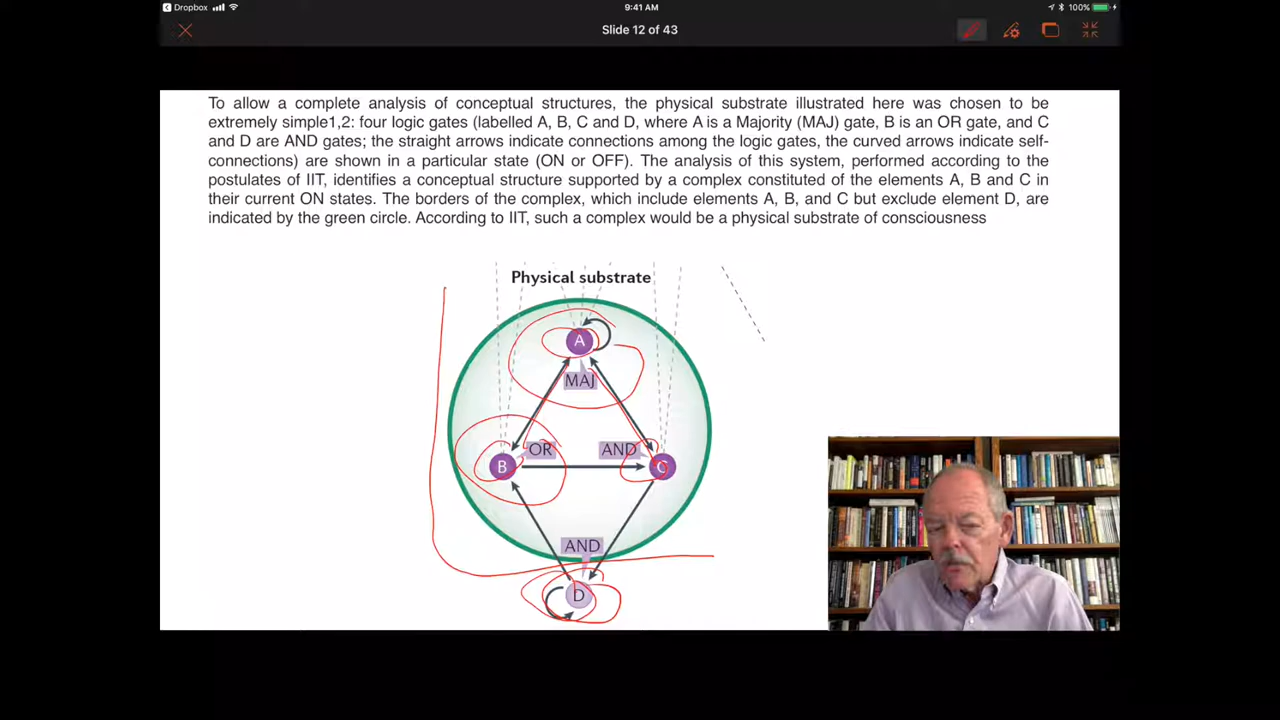 Dropbox
9:41 AM
100%
Slide 12 of 43
To allow a complete analysis of conceptual structures, the physical substrate illustrated here was chosen to be
extremely simple1,2: four logic gates (labelled A, B, C and D, where A is a Majority (MAJ) gate, B is an OR gate, and C
and D are AND gates; the straight arrows indicate connections among the logic gates, the curved arrows indicate self-
connections) are shown in a particular state (ON or OFF). The analysis of this system, performed according to the
postulates of IIT, identifies a conceptual structure supported by a complex constituted of the elements A, B and C in
their current ON states. The borders of the complex, which include elements A, B, and C but exclude element D, are
indicated by the green circle. According to IIT, such a complex would be a physical substrate of consciousness
Physical substrate
A
MAJ
OR
AND
B
C
AND
D